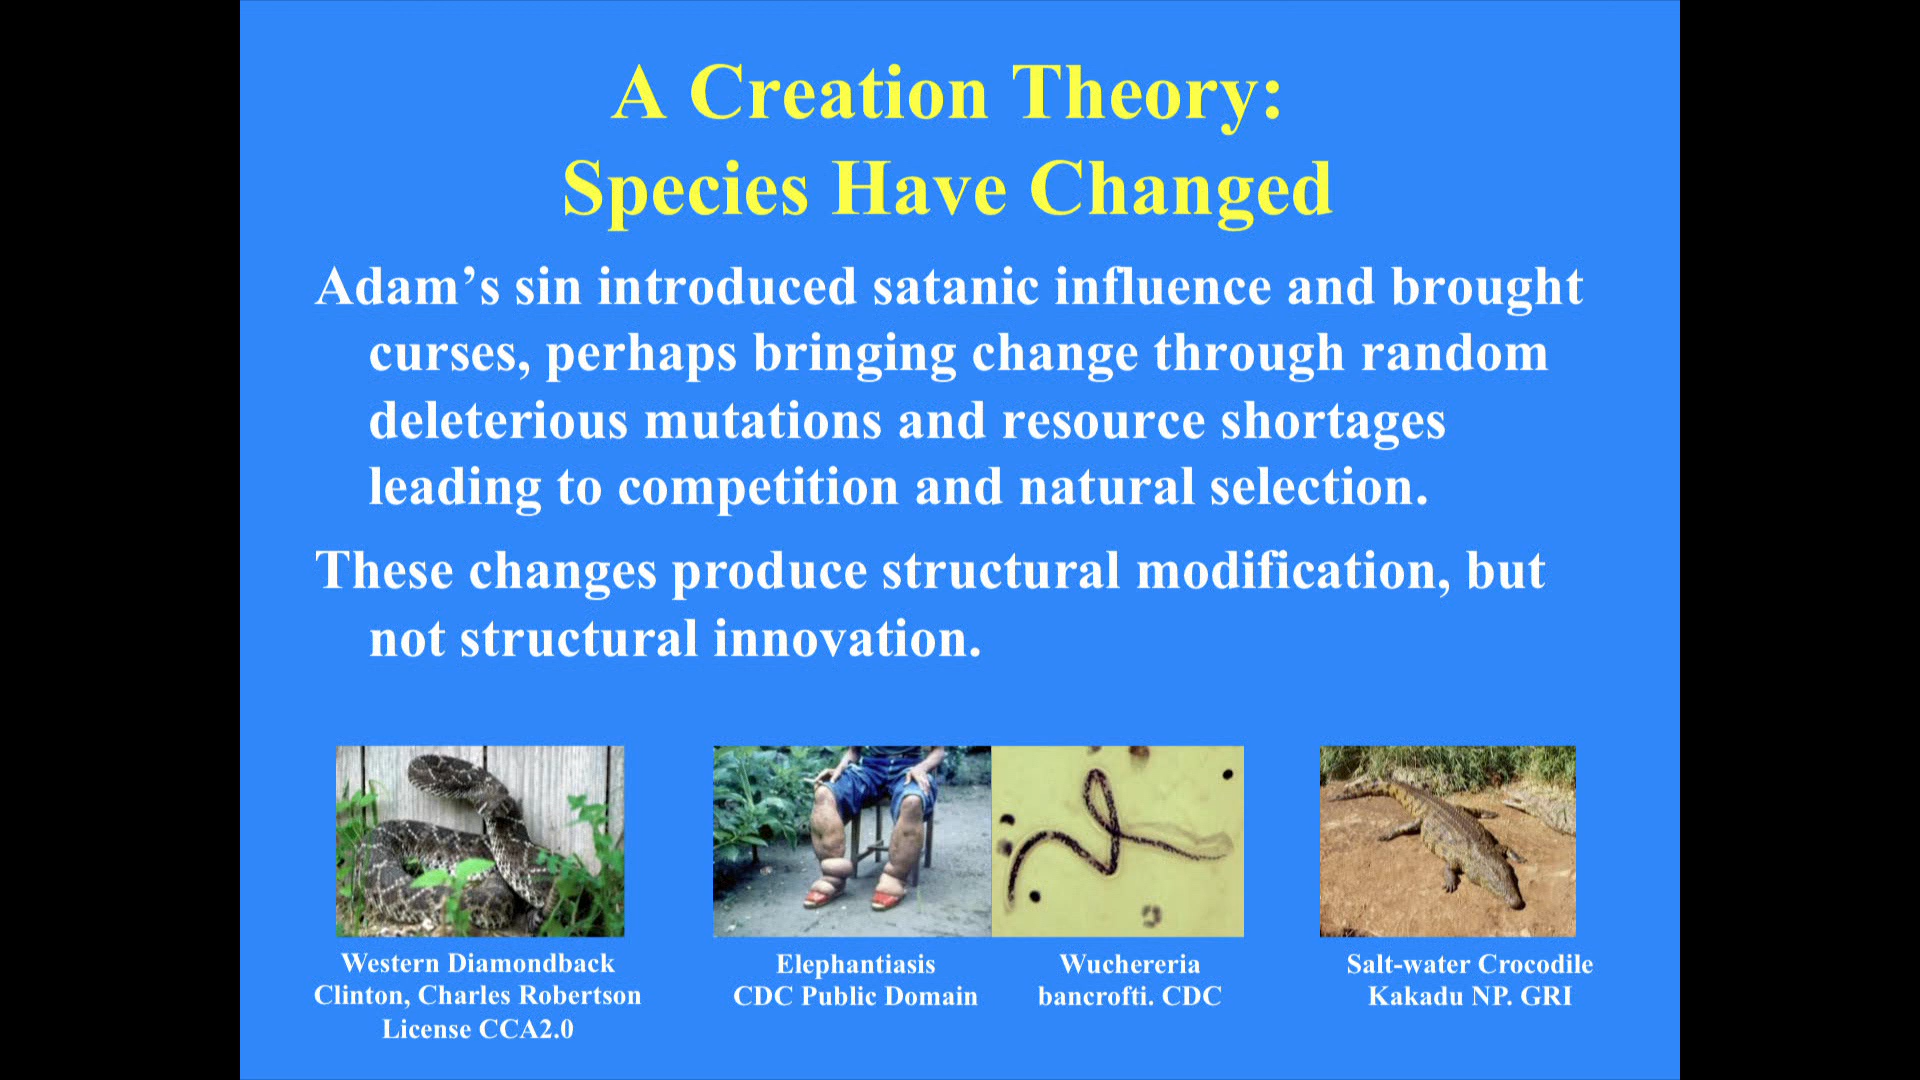 A Creation Theory:
Species Have Changed
Adam’s sin introduced satanic influence and brought
curses, perhaps bringing change through random
deleterious mutations and resource shortages
leading to competition and natural selection.
These changes produce structural modification, but
not structural innovation.
Western Diamondback
Clinton, Charles Robertson
License CCA2.0
Elephantiasis
CDC Public Domain
Wuchereria
bancrofti. CDC
Salt-water Crocodile
Kakadu NP. GRI